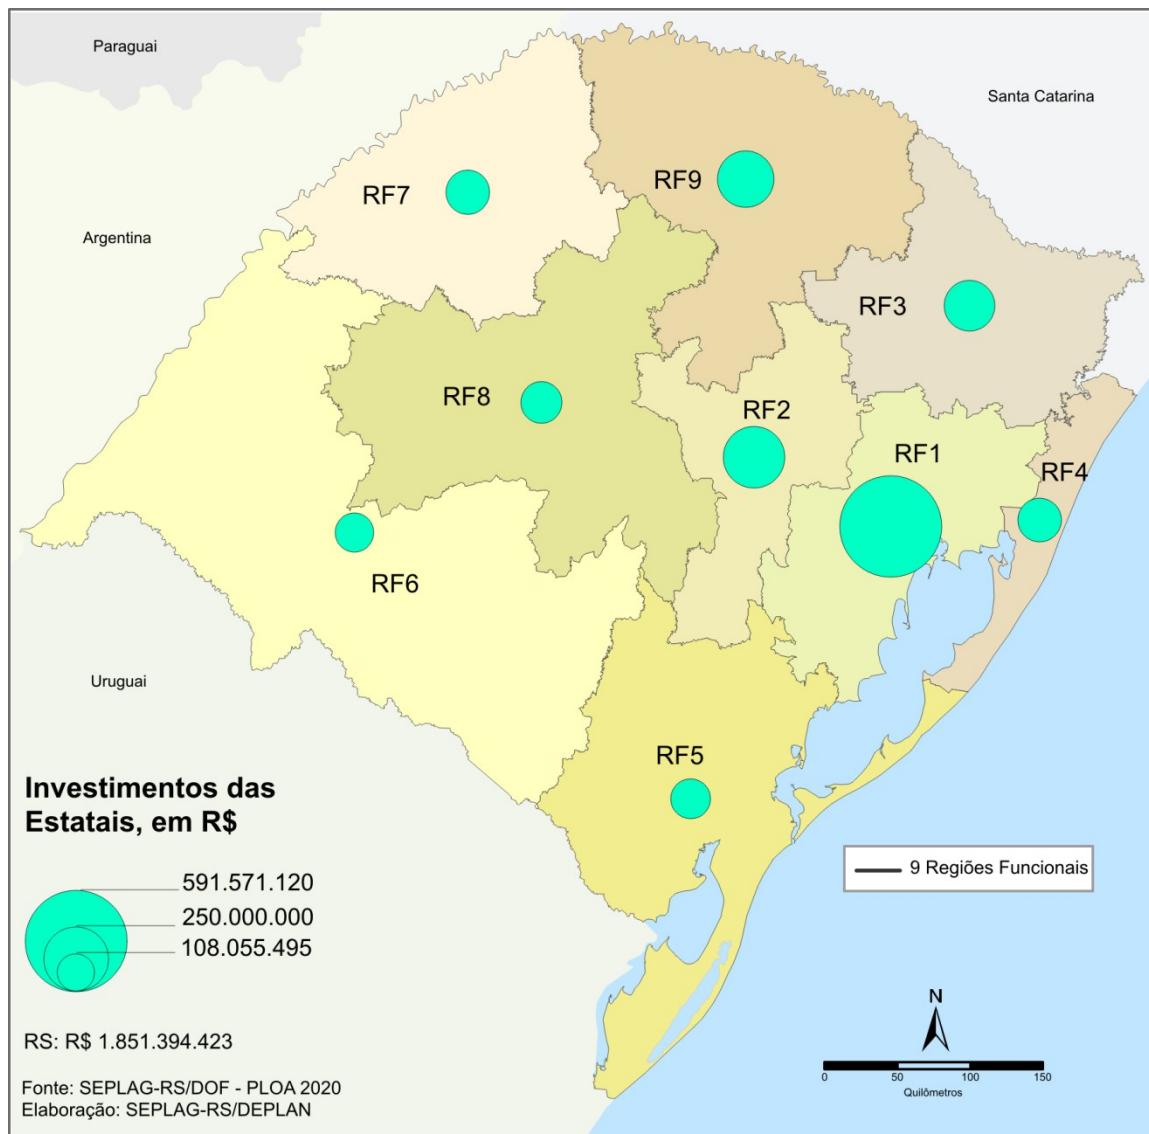 Paraguai
Santa Catarina
RF7
RF9
Argentina
RF3
RF8
RF2
RF1
RF4
RF6
Uruguai
RF5
Investimentos das
Estatais, em R$
591.571.120
250.000.000
108.055.495
9 Regiões Funcionais
N
RS: R$ 1.851.394.423
0 50 100 150
Quilômetros
Fonte: SEPLAG-RS/DOF - PLOA 2020
Elaboração: SEPLAG-RS/DEPLAN